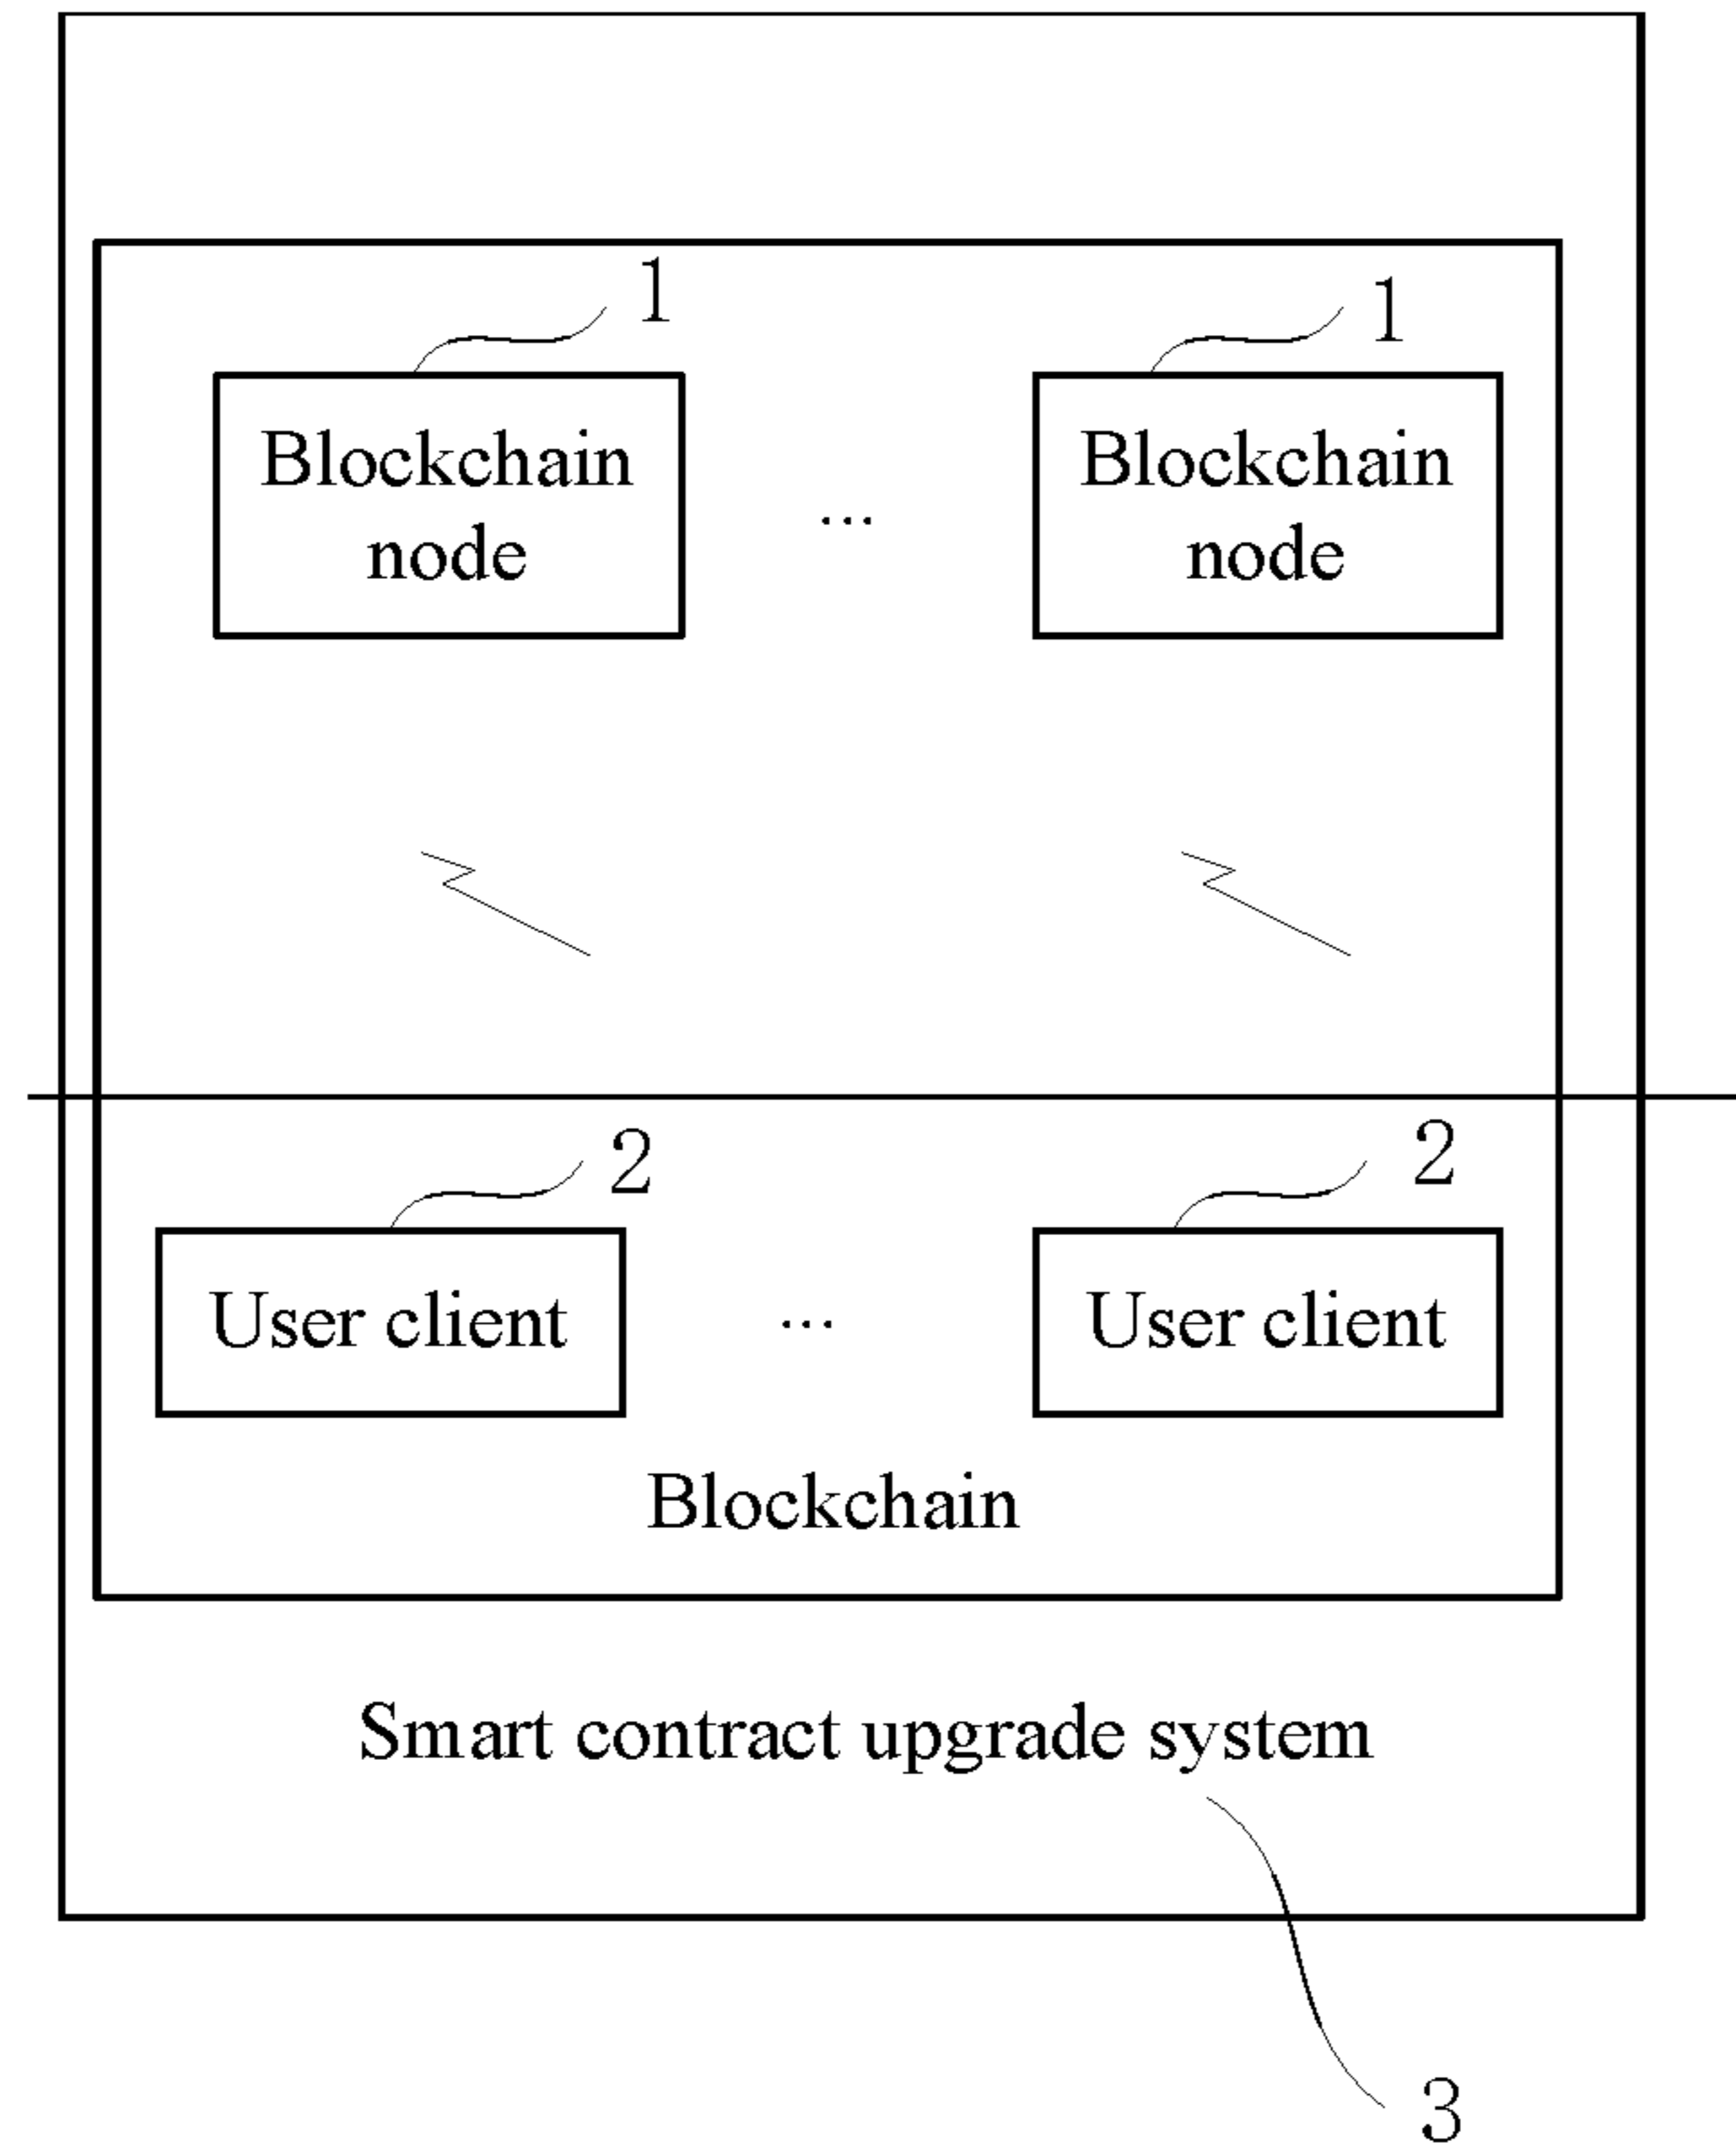 1 1
Blockchain Blockchain
node ... node
2 2
User client ... User client
Blockchain
Smart contract upgrade system
3